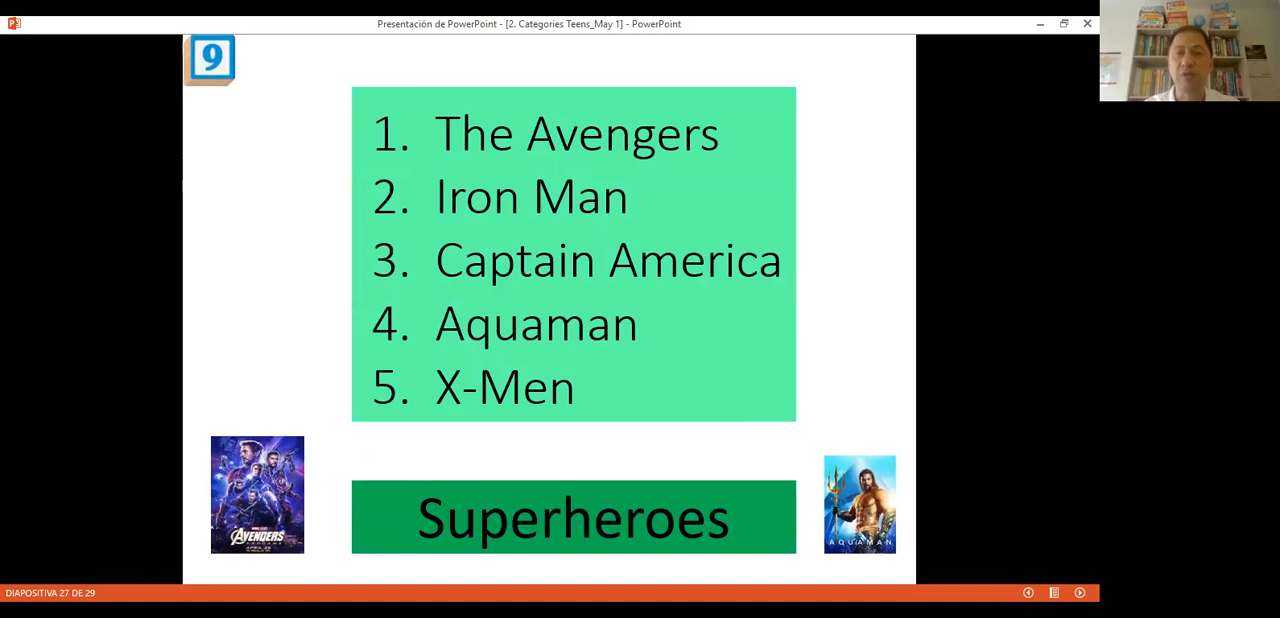 Presentación de PowerPoint - [2. Categories Teens_May 1] - PowerPoint
9
1. The Avengers
2. Iron Man
3. Captain America
4. Aquaman
5. X-Men
AVENGERS
AQUAMAN
Superheroes
DIAPOSITIVA 27 DE 29